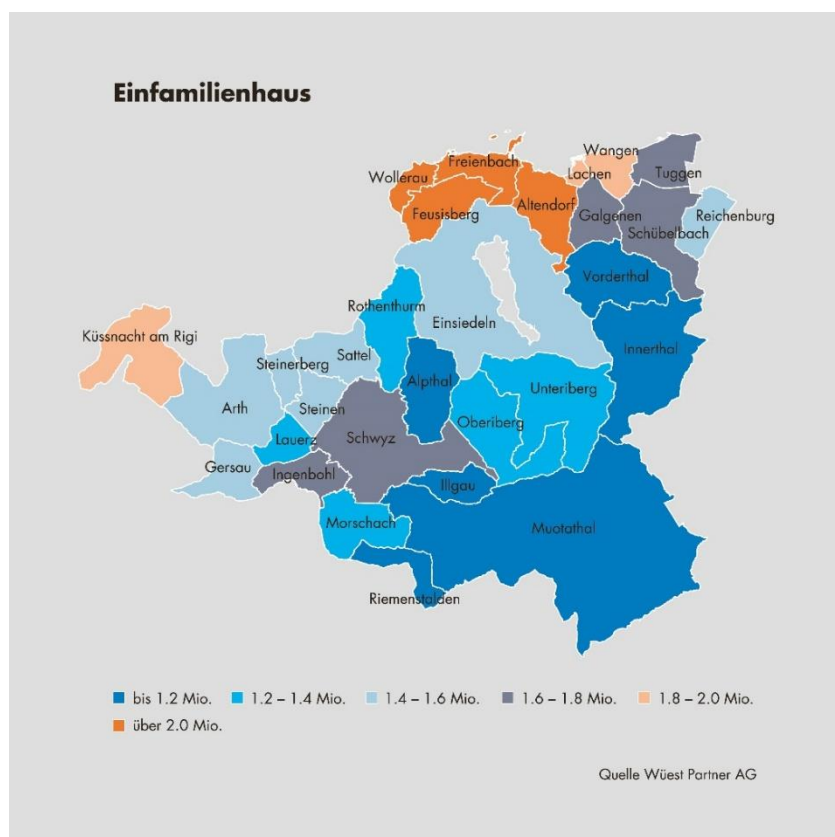 Einfamilienhaus
Wollerau
Freienbach
Feusisberg
Altendorf
Wangen
Lachen
Tuggen
Galgenen
Schübelbach
Reichenburg
Vorderthal
Innerthal
Küssnacht am Rigi
Rothenthurm
Einsiedeln
Sattel
Steinerberg
Arth
Steinen
Alpthal
Unteriberg
Oberiberg
Lauerz
Schwyz
Gersau
Ingenbohl
Illgau
Morschach
Muotathal
Riemenstalden
bis 1.2 Mio. 1.2 – 1.4 Mio. 1.4 – 1.6 Mio. 1.6 – 1.8 Mio. 1.8 – 2.0 Mio.
über 2.0 Mio.
Quelle Wüest Partner AG